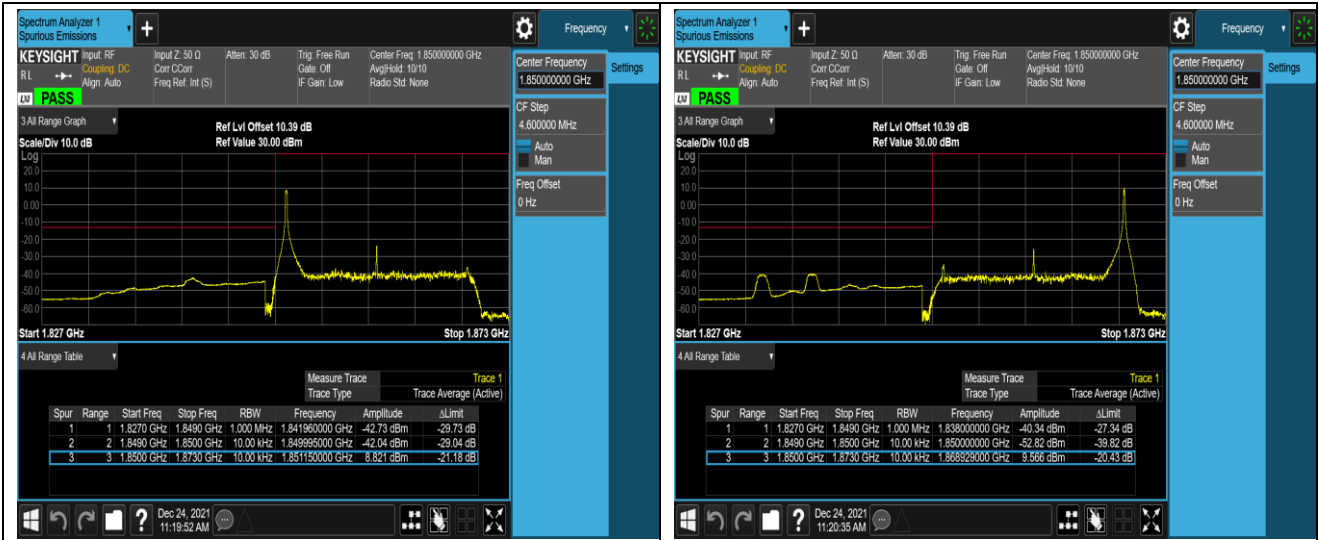 Spectrum Analyzer 1
Spurious Emissions
+
Frequency
KEYSIGHT Input: RF Input Z: 50 Ω Atten: 30 dB Trig: Free Run Center Freq: 1.850000000 GHz
RL Coupling: DC Corr CCorr Gate: Off Avg|Hold: 10/10
Align: Auto Freq Ref: Int (S) IF Gain: Low Radio Std: None
LXI PASS
Center Frequency
1.850000000 GHz
Settings
CF Step
4.600000 MHz
Auto
Man
Freq Offset
0 Hz
3 All Range Graph
Ref Lvl Offset 10.39 dB
Scale/Div 10.0 dB Ref Value 30.00 dBm
Log
20.0
10.0
0.00
-10.0
-20.0
-30.0
-40.0
-50.0
-60.0
Start 1.827 GHz Stop 1.873 GHz
4 All Range Table
Measure Trace Trace 1
Trace Type Trace Average (Active)
Spur Range Start Freq Stop Freq RBW Frequency Amplitude ΔLimit
1 1 1.8270 GHz 1.8490 GHz 1.000 MHz 1.841960000 GHz -42.73 dBm -29.73 dB
2 2 1.8490 GHz 1.8500 GHz 10.00 kHz 1.849995000 GHz -42.04 dBm -29.04 dB
3 3 1.8500 GHz 1.8730 GHz 10.00 kHz 1.851150000 GHz 8.821 dBm -21.18 dB
? Dec 24, 2021
11:19:52 AM
Spectrum Analyzer 1
Spurious Emissions
+
Frequency
KEYSIGHT Input: RF Input Z: 50 Ω Atten: 30 dB Trig: Free Run Center Freq: 1.850000000 GHz
RL Coupling: DC Corr CCorr Gate: Off Avg|Hold: 10/10
Align: Auto Freq Ref: Int (S) IF Gain: Low Radio Std: None
LXI PASS
Center Frequency
1.850000000 GHz
Settings
CF Step
4.600000 MHz
Auto
Man
Freq Offset
0 Hz
3 All Range Graph
Ref Lvl Offset 10.39 dB
Scale/Div 10.0 dB Ref Value 30.00 dBm
Log
20.0
10.0
0.00
-10.0
-20.0
-30.0
-40.0
-50.0
-60.0
Start 1.827 GHz Stop 1.873 GHz
4 All Range Table
Measure Trace Trace 1
Trace Type Trace Average (Active)
Spur Range Start Freq Stop Freq RBW Frequency Amplitude ΔLimit
1 1 1.8270 GHz 1.8490 GHz 1.000 MHz 1.838000000 GHz -40.34 dBm -27.34 dB
2 2 1.8490 GHz 1.8500 GHz 10.00 kHz 1.850000000 GHz -52.82 dBm -39.82 dB
3 3 1.8500 GHz 1.8730 GHz 10.00 kHz 1.868929000 GHz 9.566 dBm -20.43 dB
? Dec 24, 2021
11:20:35 AM